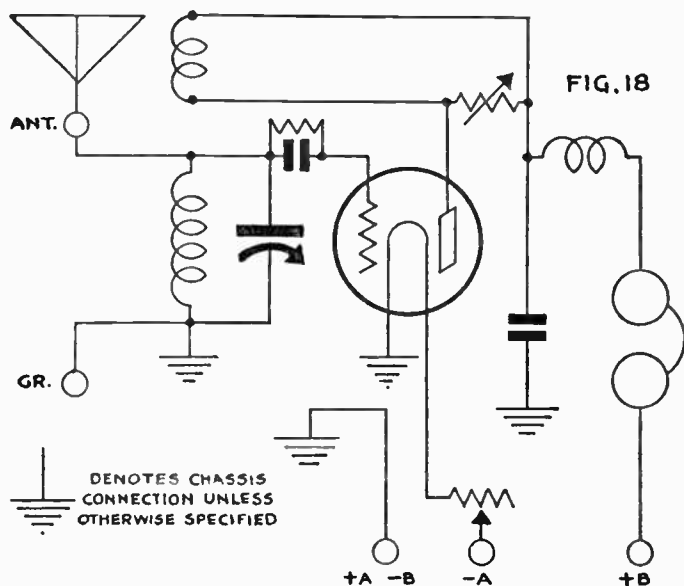 FIG.18
ANT.
GR.
DENOTES CHASSIS
CONNECTION UNLESS
OTHERWISE SPECIFIED
+A -B
-A
+B